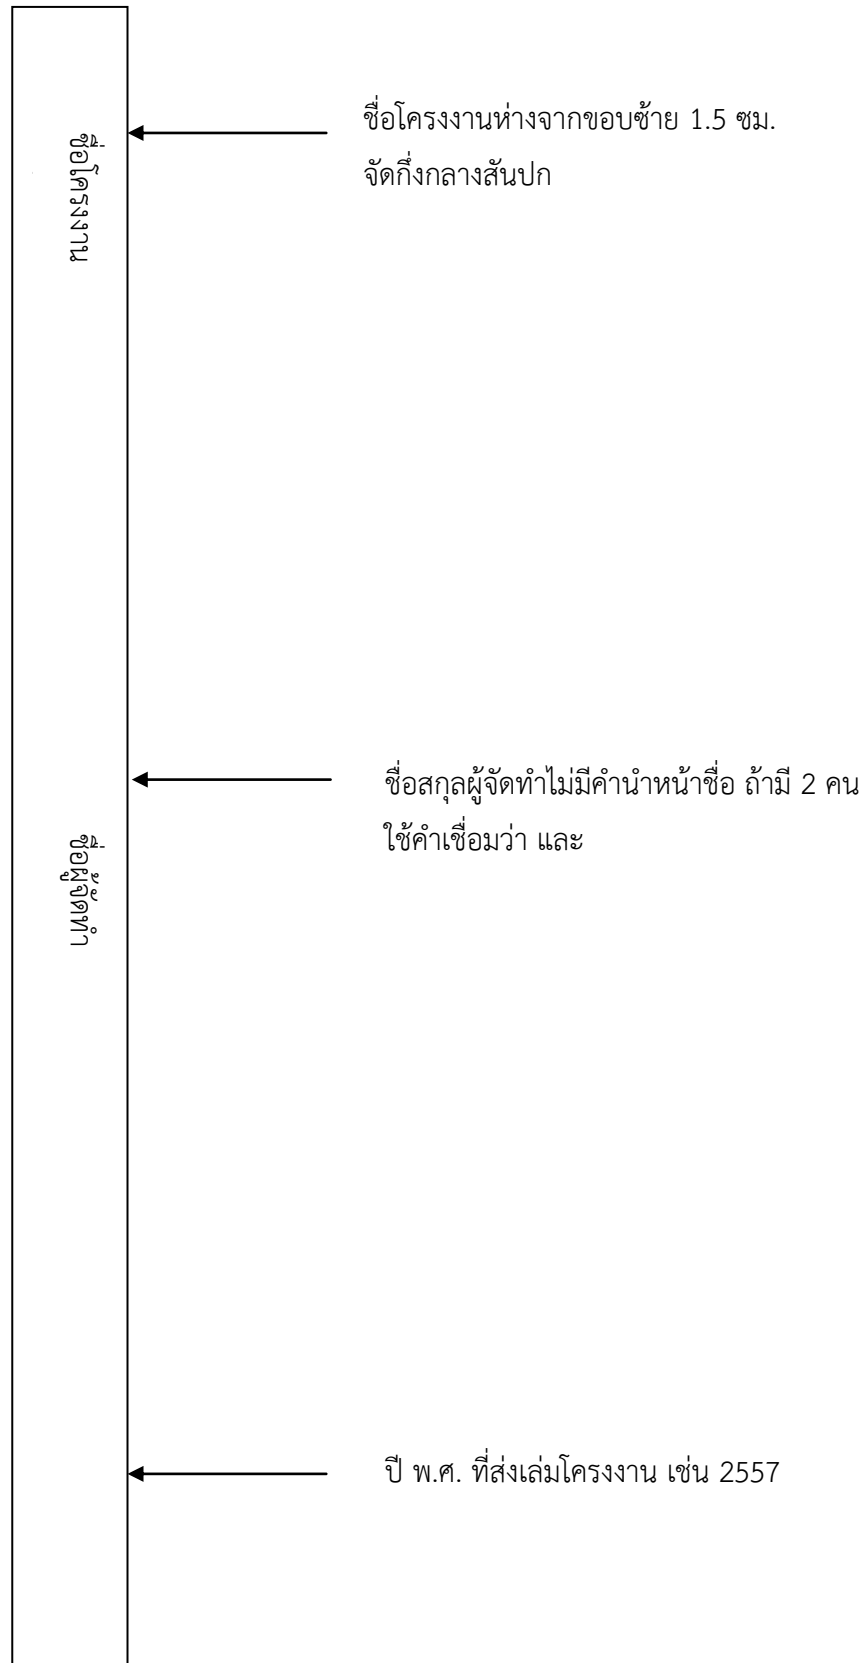 ชื่อโครงงาน
ชื่อโครงงานห่างจากขอบซ้าย 1.5 ซม.
จัดกึ่งกลางสันปก
ชื่อผู้จัดทำ
ชื่อสกุลผู้จัดทำไม่มีคำนำหน้าชื่อ ถ้ามี 2 คน
ใช้คำเชื่อมว่า และ
ปี พ.ศ. ที่ส่งเล่มโครงงาน เช่น 2557